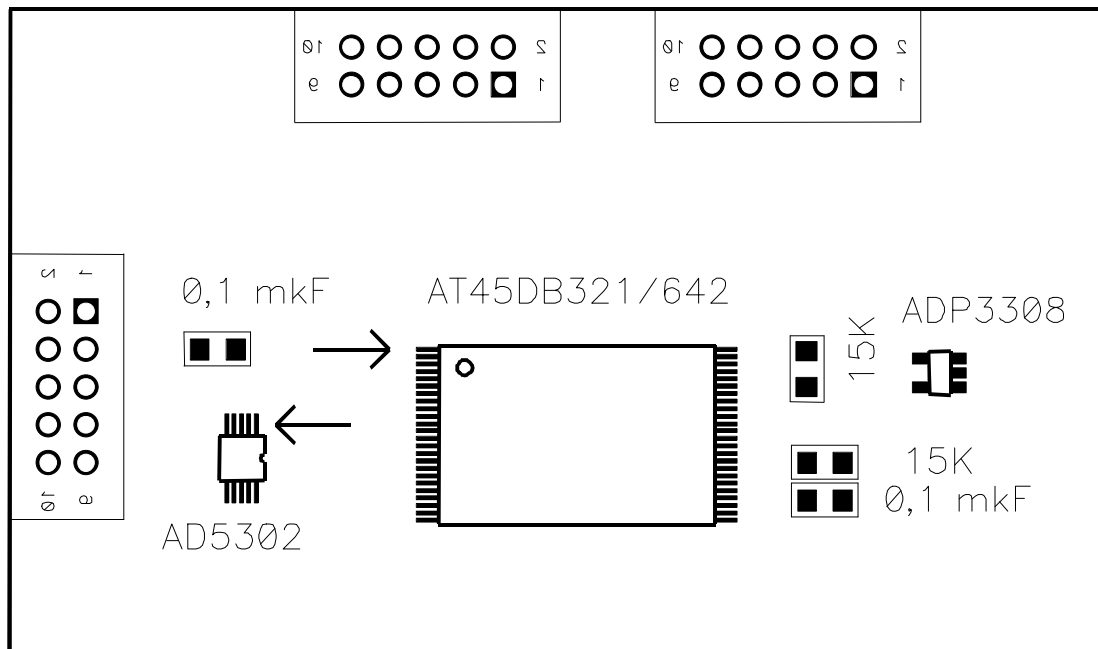 10 2 10 2
9 1 9 1
2 1
0,1 mkF AT45DB321/642 ADP3308
15K
15K
10 9 0,1 mkF
AD5302